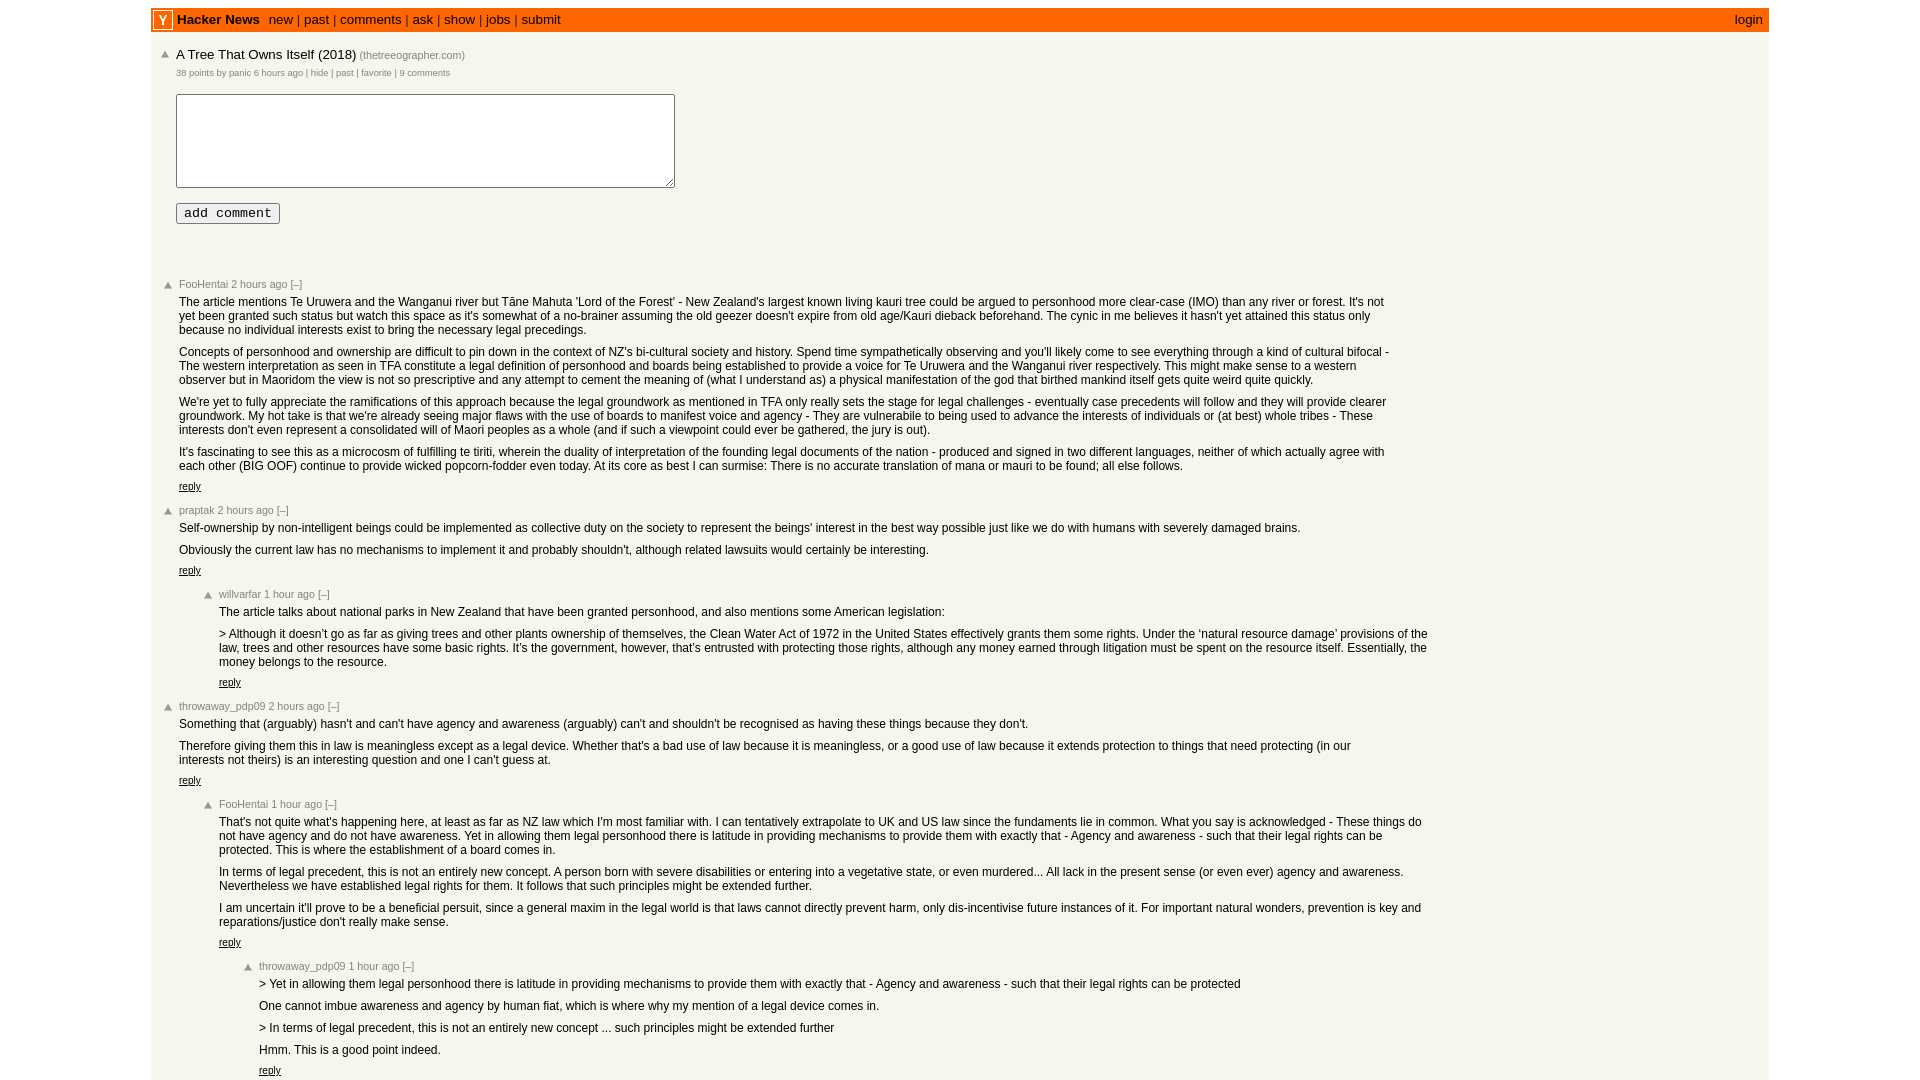 Y Hacker News new | past | comments | ask | show | jobs | submit login
A Tree That Owns Itself (2018) (thetreeographer.com)
38 points by panic 6 hours ago | hide | past | favorite | 9 comments
add comment
FooHentai 2 hours ago [–]
The article mentions Te Uruwera and the Wanganui river but Tāne Mahuta 'Lord of the Forest' - New Zealand's largest known living kauri tree could be argued to personhood more clear-case (IMO) than any river or forest. It's not
yet been granted such status but watch this space as it's somewhat of a no-brainer assuming the old geezer doesn't expire from old age/Kauri dieback beforehand. The cynic in me believes it hasn't yet attained this status only
because no individual interests exist to bring the necessary legal precedings.
Concepts of personhood and ownership are difficult to pin down in the context of NZ's bi-cultural society and history. Spend time sympathetically observing and you'll likely come to see everything through a kind of cultural bifocal -
The western interpretation as seen in TFA constitute a legal definition of personhood and boards being established to provide a voice for Te Uruwera and the Wanganui river respectively. This might make sense to a western
observer but in Maoridom the view is not so prescriptive and any attempt to cement the meaning of (what I understand as) a physical manifestation of the god that birthed mankind itself gets quite weird quite quickly.
We're yet to fully appreciate the ramifications of this approach because the legal groundwork as mentioned in TFA only really sets the stage for legal challenges - eventually case precedents will follow and they will provide clearer
groundwork. My hot take is that we're already seeing major flaws with the use of boards to manifest voice and agency - They are vulnerabile to being used to advance the interests of individuals or (at best) whole tribes - These
interests don't even represent a consolidated will of Maori peoples as a whole (and if such a viewpoint could ever be gathered, the jury is out).
It's fascinating to see this as a microcosm of fulfilling te tiriti, wherein the duality of interpretation of the founding legal documents of the nation - produced and signed in two different languages, neither of which actually agree with
each other (BIG OOF) continue to provide wicked popcorn-fodder even today. At its core as best I can surmise: There is no accurate translation of mana or mauri to be found; all else follows.
reply
praptak 2 hours ago [–]
Self-ownership by non-intelligent beings could be implemented as collective duty on the society to represent the beings' interest in the best way possible just like we do with humans with severely damaged brains.
Obviously the current law has no mechanisms to implement it and probably shouldn't, although related lawsuits would certainly be interesting.
reply
willvarfar 1 hour ago [–]
The article talks about national parks in New Zealand that have been granted personhood, and also mentions some American legislation:
> Although it doesn’t go as far as giving trees and other plants ownership of themselves, the Clean Water Act of 1972 in the United States effectively grants them some rights. Under the ‘natural resource damage’ provisions of the
law, trees and other resources have some basic rights. It’s the government, however, that’s entrusted with protecting those rights, although any money earned through litigation must be spent on the resource itself. Essentially, the
money belongs to the resource.
reply
throwaway_pdp09 2 hours ago [–]
Something that (arguably) hasn't and can't have agency and awareness (arguably) can't and shouldn't be recognised as having these things because they don't.
Therefore giving them this in law is meaningless except as a legal device. Whether that's a bad use of law because it is meaningless, or a good use of law because it extends protection to things that need protecting (in our
interests not theirs) is an interesting question and one I can't guess at.
reply
FooHentai 1 hour ago [–]
That's not quite what's happening here, at least as far as NZ law which I'm most familiar with. I can tentatively extrapolate to UK and US law since the fundaments lie in common. What you say is acknowledged - These things do
not have agency and do not have awareness. Yet in allowing them legal personhood there is latitude in providing mechanisms to provide them with exactly that - Agency and awareness - such that their legal rights can be
protected. This is where the establishment of a board comes in.
In terms of legal precedent, this is not an entirely new concept. A person born with severe disabilities or entering into a vegetative state, or even murdered... All lack in the present sense (or even ever) agency and awareness.
Nevertheless we have established legal rights for them. It follows that such principles might be extended further.
I am uncertain it'll prove to be a beneficial persuit, since a general maxim in the legal world is that laws cannot directly prevent harm, only dis-incentivise future instances of it. For important natural wonders, prevention is key and
reparations/justice don't really make sense.
reply
throwaway_pdp09 1 hour ago [–]
> Yet in allowing them legal personhood there is latitude in providing mechanisms to provide them with exactly that - Agency and awareness - such that their legal rights can be protected
One cannot imbue awareness and agency by human fiat, which is where why my mention of a legal device comes in.
> In terms of legal precedent, this is not an entirely new concept ... such principles might be extended further
Hmm. This is a good point indeed.
reply